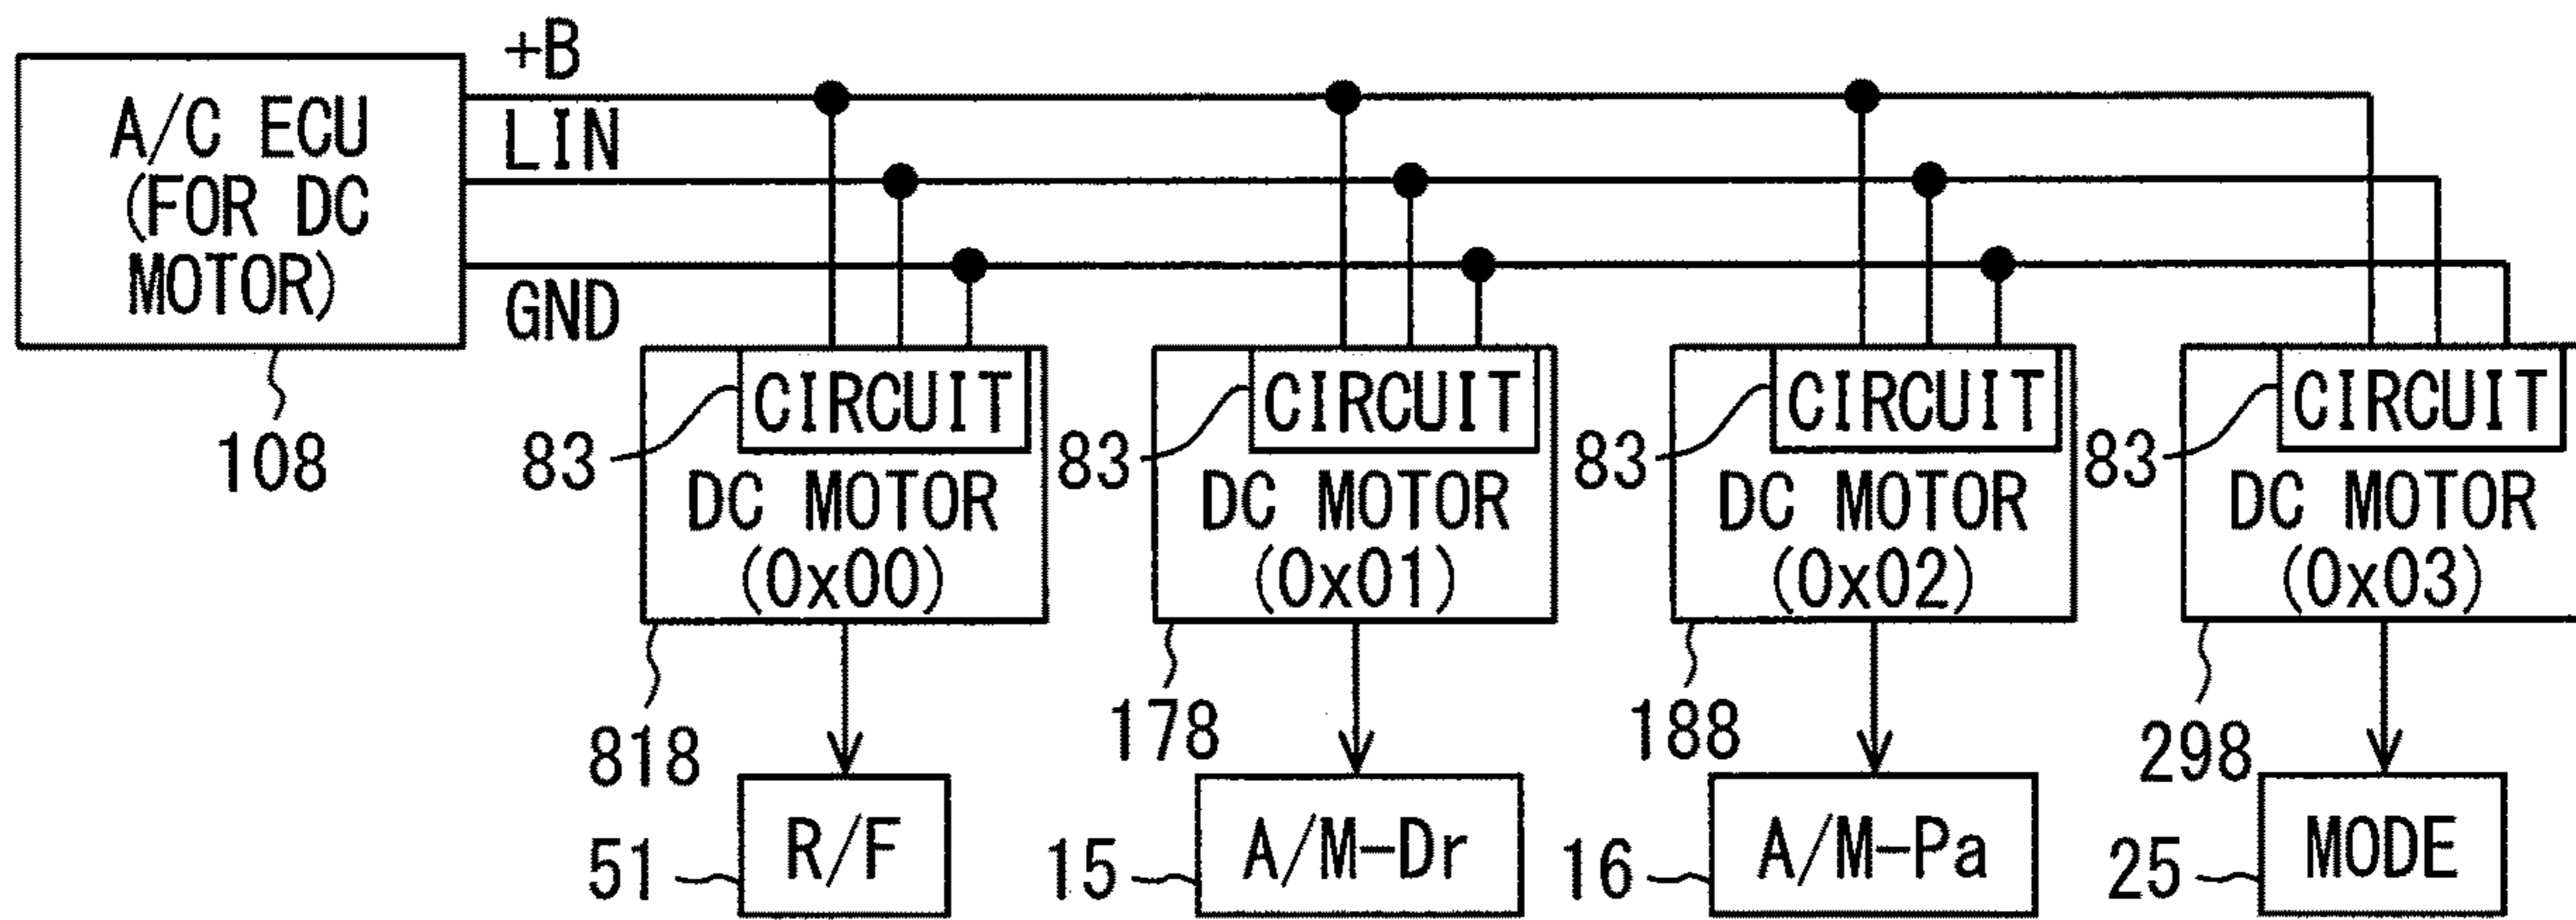 +B
A/C ECU
(FOR DC
MOTOR)
LIN
GND
108
CIRCUIT
CIRCUIT
CIRCUIT
CIRCUIT
83
83
83
83
DC MOTOR
(0x00)
DC MOTOR
(0x01)
DC MOTOR
(0x02)
DC MOTOR
(0x03)
818
178
188
298
R/F
A/M-Dr
A/M-Pa
MODE
51
15
16
25